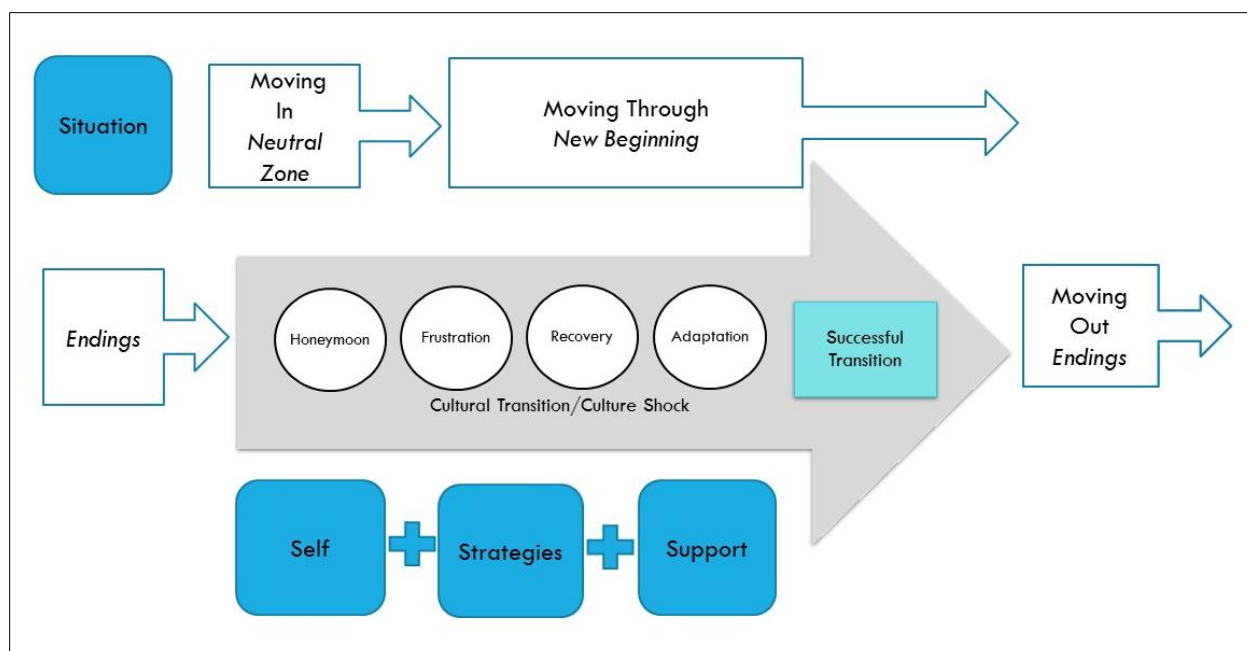 Situation
Moving
In
Neutral
Zone
Moving Through
New Beginning
Endings
Honeymoon
Frustration
Recovery
Adaptation
Cultural Transition/Culture Shock
Successful
Transition
Moving
Out
Endings
Self
Strategies
Support